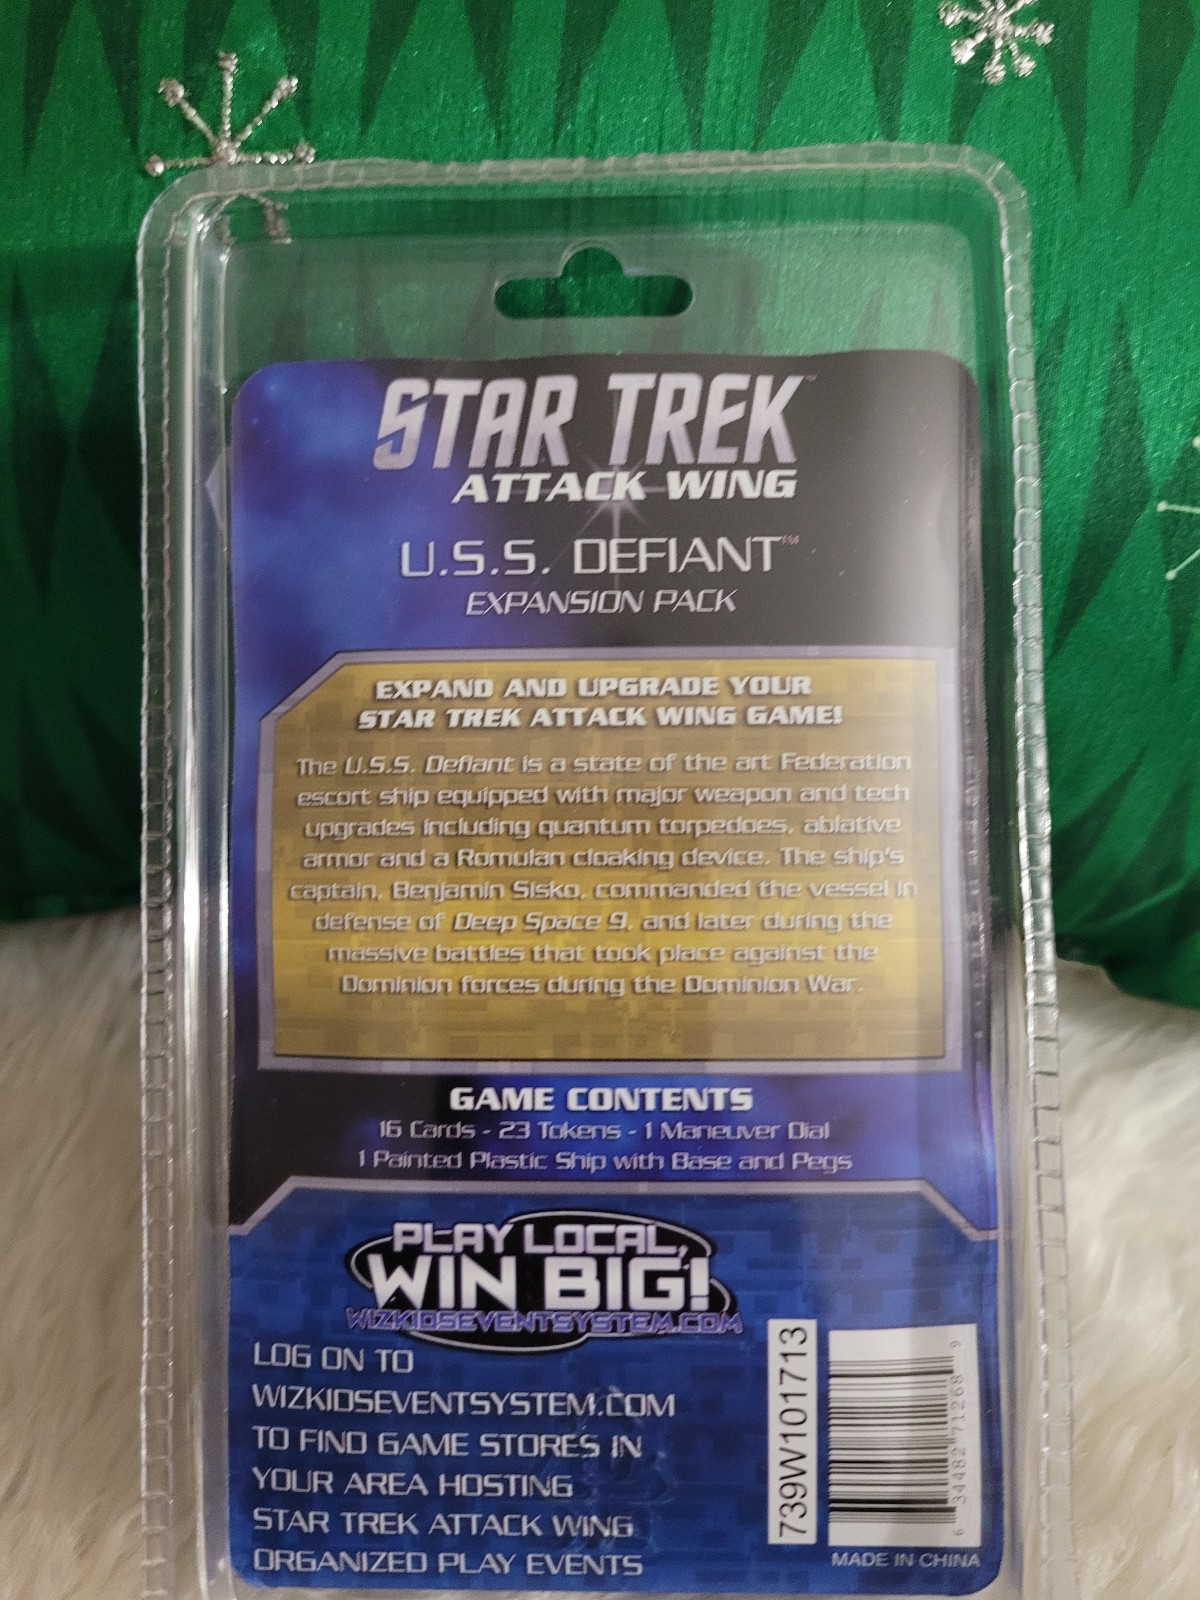 STAR TREK™
ATTACK WING
U.S.S. DEFIANT™
EXPANSION PACK
EXPAND AND UPGRADE YOUR
STAR TREK ATTACK WING GAME!
The U.S.S. Defiant is a state of the art Federation
escort ship equipped with major weapon and tech
upgrades including quantum torpedoes, ablative
armor and a Romulan cloaking device. The ship's
captain, Benjamin Sisko, commanded the vessel in
defense of Deep Space 9, and later during the
massive battles that took place against the
Dominion forces during the Dominion War.
GAME CONTENTS
16 Cards - 23 Tokens - 1 Maneuver Dial
1 Painted Plastic Ship with Base and Pegs
PLAY LOCAL,
WIN BIG!
WIZKIDSEVENTSYSTEM.COM
LOG ON TO
WIZKIDSEVENTSYSTEM.COM
TO FIND GAME STORES IN
YOUR AREA HOSTING
STAR TREK ATTACK WING
ORGANIZED PLAY EVENTS
739W101713
6 34482 71268 9
MADE IN CHINA